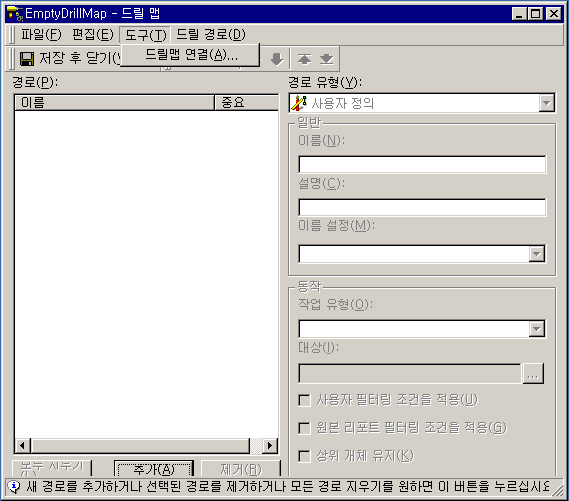 EmptyDrillMap - 드릴 맵
파일(F) 편집(E) 도구(T) 드릴 경로(D)
저장 후 닫기(
드릴맵 연결(A)...
경로(P):
이름 중요
추가(A) 제거(R)
경로 유형(Y):
사용자 정의
일반
이름(N):
설명(C):
이름 설정(M):
동작
작업 유형(O):
대상(I):
...
사용자 필터링 조건을 적용(U)
원본 리포트 필터링 조건을 적용(G)
상위 개체 유지(K)
새 경로를 추가하거나 선택된 경로를 제거하거나 모든 경로 지우기를 원하면 이 버튼을 누르십시요